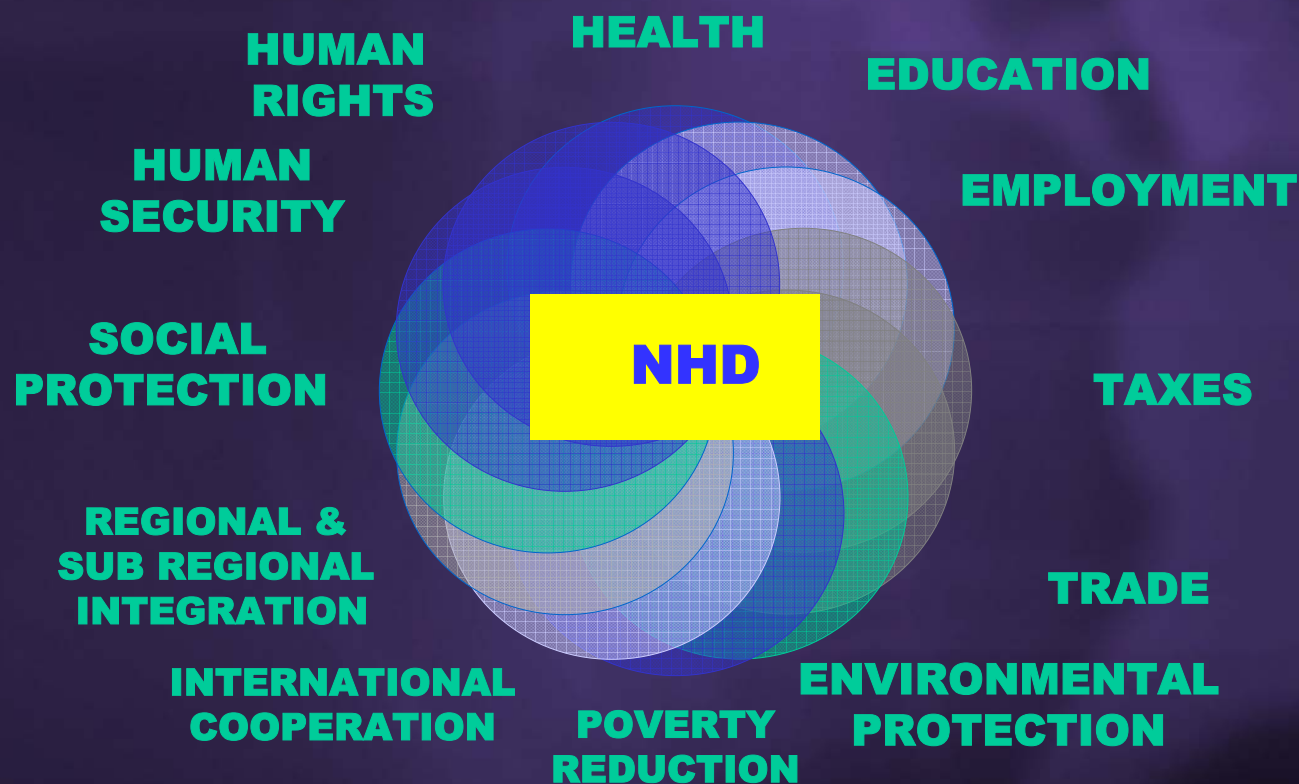 HEALTH
EDUCATION
EMPLOYMENT
TAXES
TRADE
ENVIRONMENTAL
PROTECTION
POVERTY
REDUCTION
INTERNATIONAL
COOPERATION
REGIONAL &
SUB REGIONAL
INTEGRATION
SOCIAL
PROTECTION
HUMAN
SECURITY
HUMAN
RIGHTS
NHD